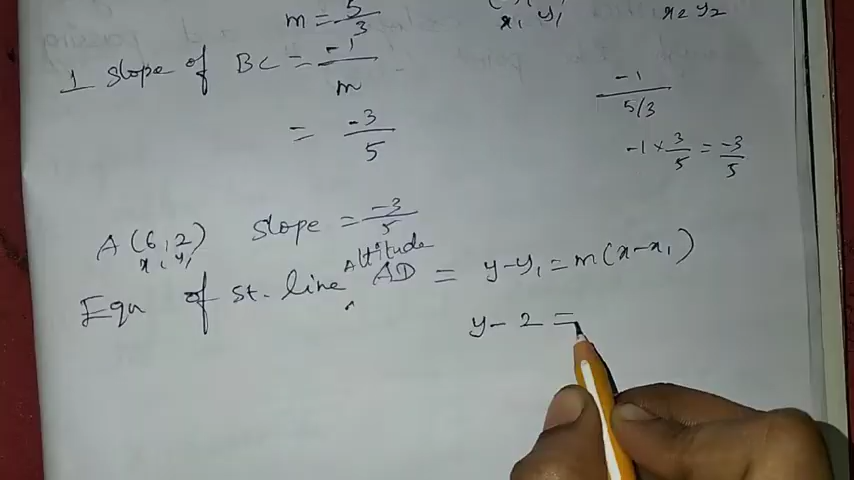 m = 5/3
x₁ y₁ x₂ y₂
⊥ slope of BC = -1/m
-1/(5/3)
= -3/5
-1 × 3/5 = -3/5
A (6, 2) slope = -3/5
x₁ y₁
Altitude
Equ of st. line ^ AD = y-y₁ = m(x-x₁)
y - 2 =